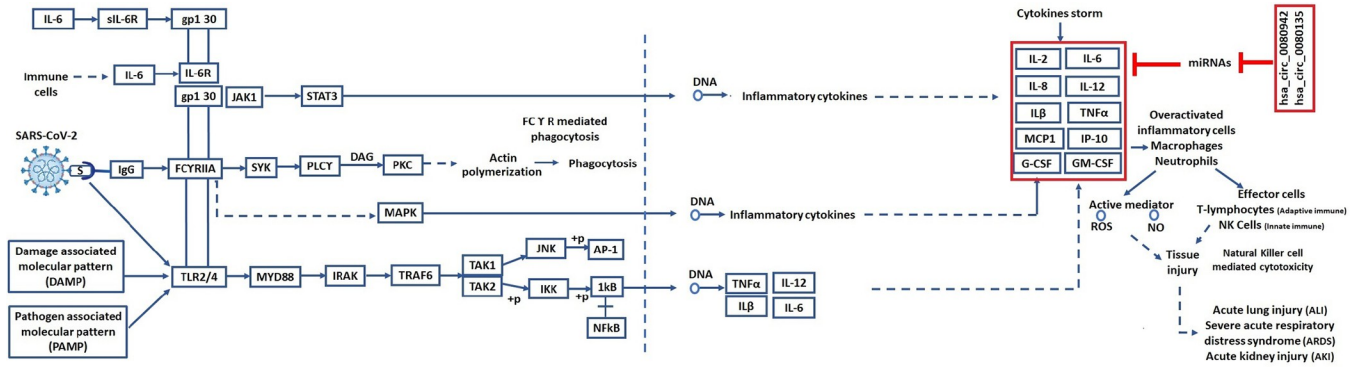 IL-6
sIL-6R
gp1 30
Immune
cells
IL-6
IL-6R
gp1 30
JAK1
STAT3
DNA
Inflammatory cytokines
SARS-CoV-2
S
IgG
FCYRIIA
SYK
PLCY
DAG
PKC
Actin
polymerization
FC ϒ R mediated
phagocytosis
Phagocytosis
MAPK
DNA
Inflammatory cytokines
Damage associated
molecular pattern
(DAMP)
Pathogen associated
molecular pattern
(PAMP)
TLR2/4
MYD88
IRAK
TRAF6
TAK1
TAK2
JNK
+p
AP-1
+p
IKK
+p
1kB
NFkB
DNA
TNFα
IL-12
ILβ
IL-6
Cytokines storm
IL-2
IL-6
IL-8
IL-12
ILβ
TNFα
MCP1
IP-10
G-CSF
GM-CSF
miRNAs
hsa_circ_0080942
hsa_circ_0080135
Overactivated
inflammatory cells
Macrophages
Neutrophils
Active mediator
ROS
NO
Effector cells
T-lymphocytes (Adaptive immune)
NK Cells (Innate immune)
Tissue
injury
Natural Killer cell
mediated cytotoxicity
Acute lung injury (ALI)
Severe acute respiratory
distress syndrome (ARDS)
Acute kidney injury (AKI)